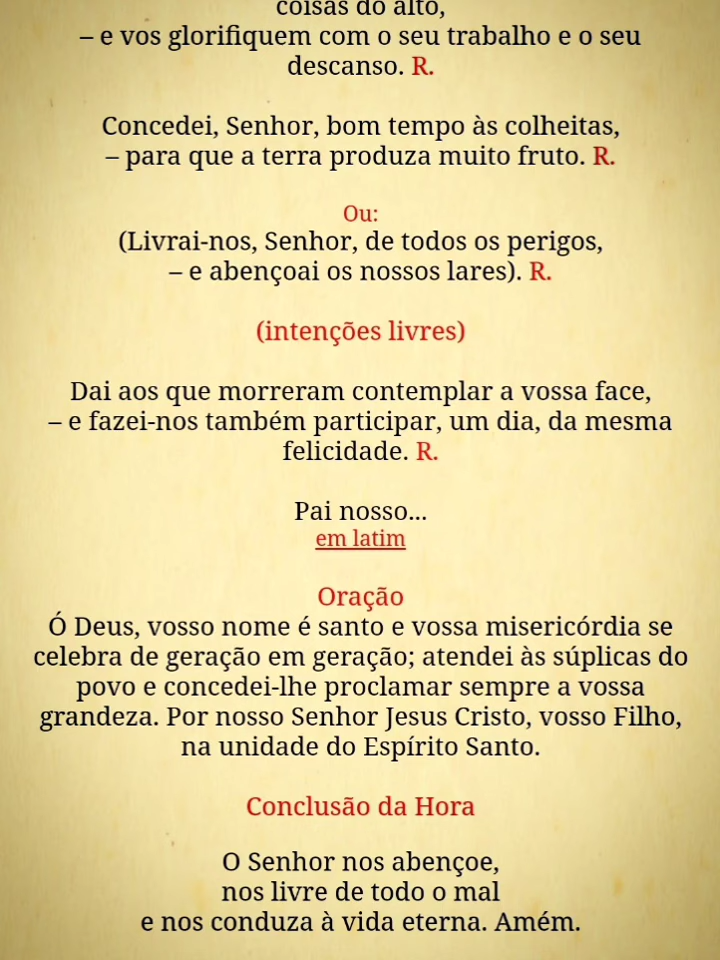 coisas do alto,
– e vos glorifiquem com o seu trabalho e o seu
descanso. R.
Concedei, Senhor, bom tempo às colheitas,
– para que a terra produza muito fruto. R.
Ou:
(Livrai-nos, Senhor, de todos os perigos,
– e abençoai os nossos lares). R.
(intenções livres)
Dai aos que morreram contemplar a vossa face,
– e fazei-nos também participar, um dia, da mesma
felicidade. R.
Pai nosso...
em latim
Oração
Ó Deus, vosso nome é santo e vossa misericórdia se
celebra de geração em geração; atendei às súplicas do
povo e concedei-lhe proclamar sempre a vossa
grandeza. Por nosso Senhor Jesus Cristo, vosso Filho,
na unidade do Espírito Santo.
Conclusão da Hora
O Senhor nos abençoe,
nos livre de todo o mal
e nos conduza à vida eterna. Amém.